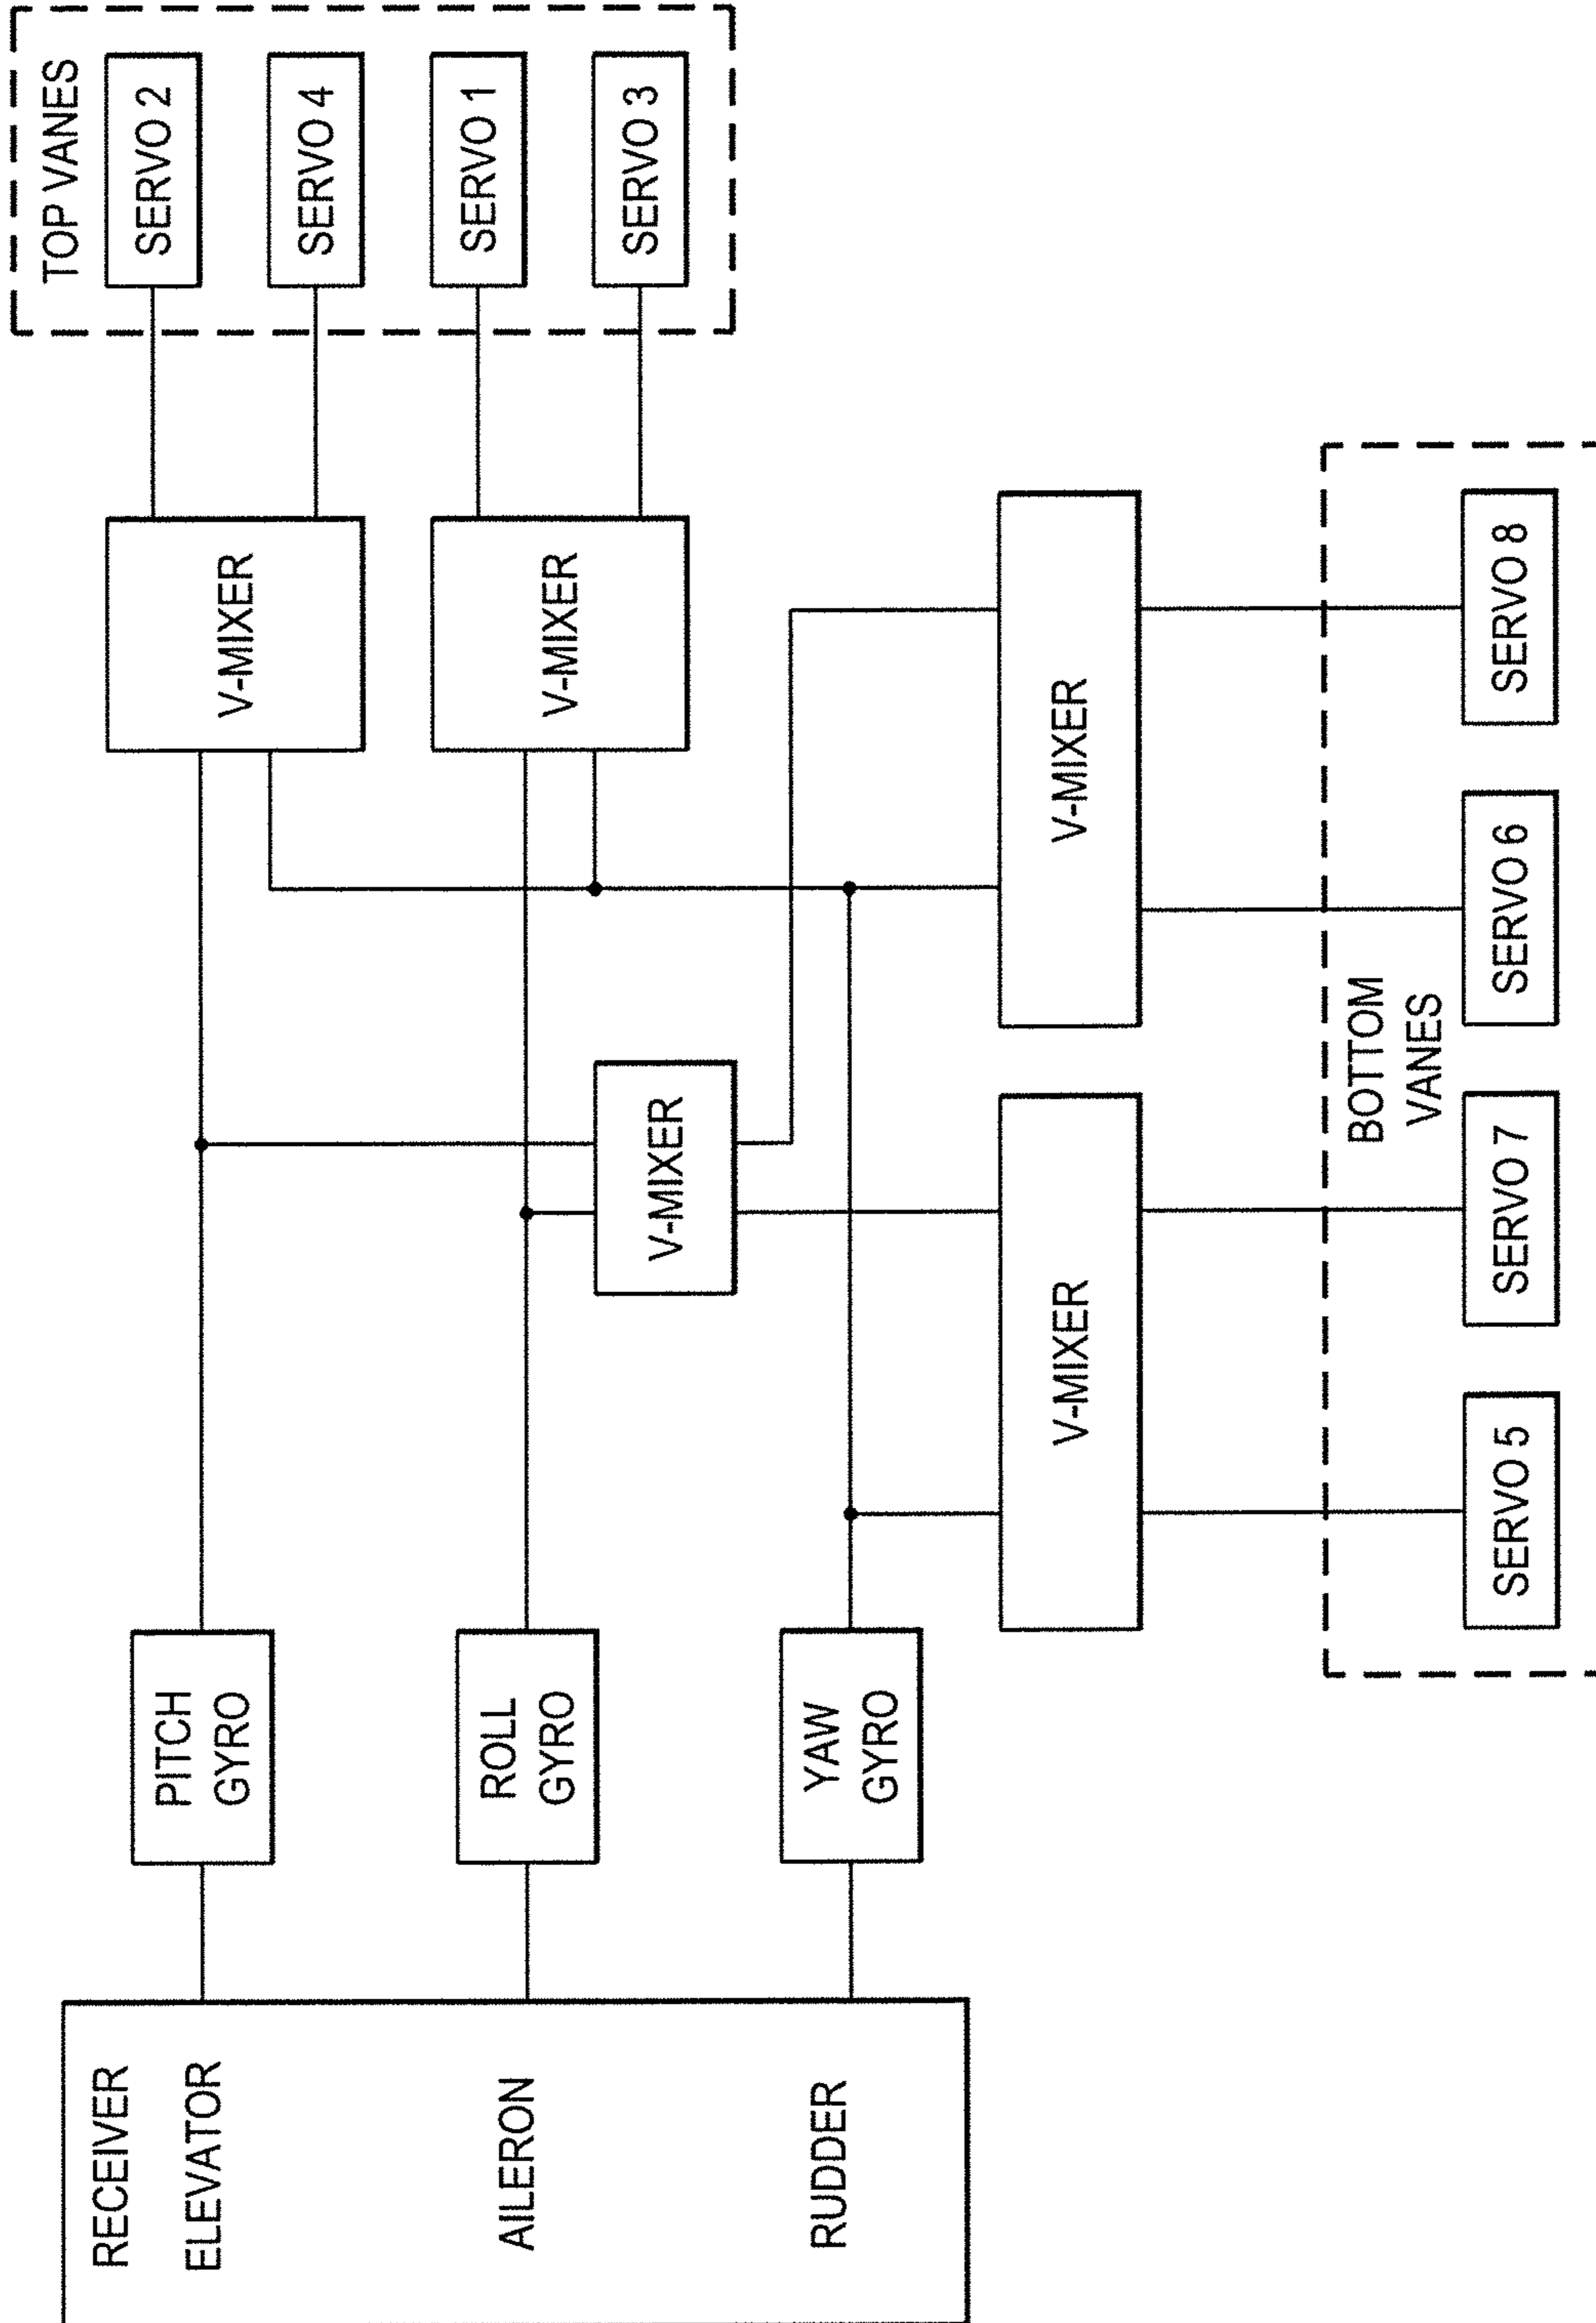 RECEIVER
ELEVATOR
AILERON
RUDDER
PITCH
GYRO
ROLL
GYRO
YAW
GYRO
V-MIXER
V-MIXER
V-MIXER
V-MIXER
V-MIXER
TOP VANES
SERVO 2
SERVO 4
SERVO 1
SERVO 3
BOTTOM
VANES
SERVO 5
SERVO 7
SERVO 6
SERVO 8